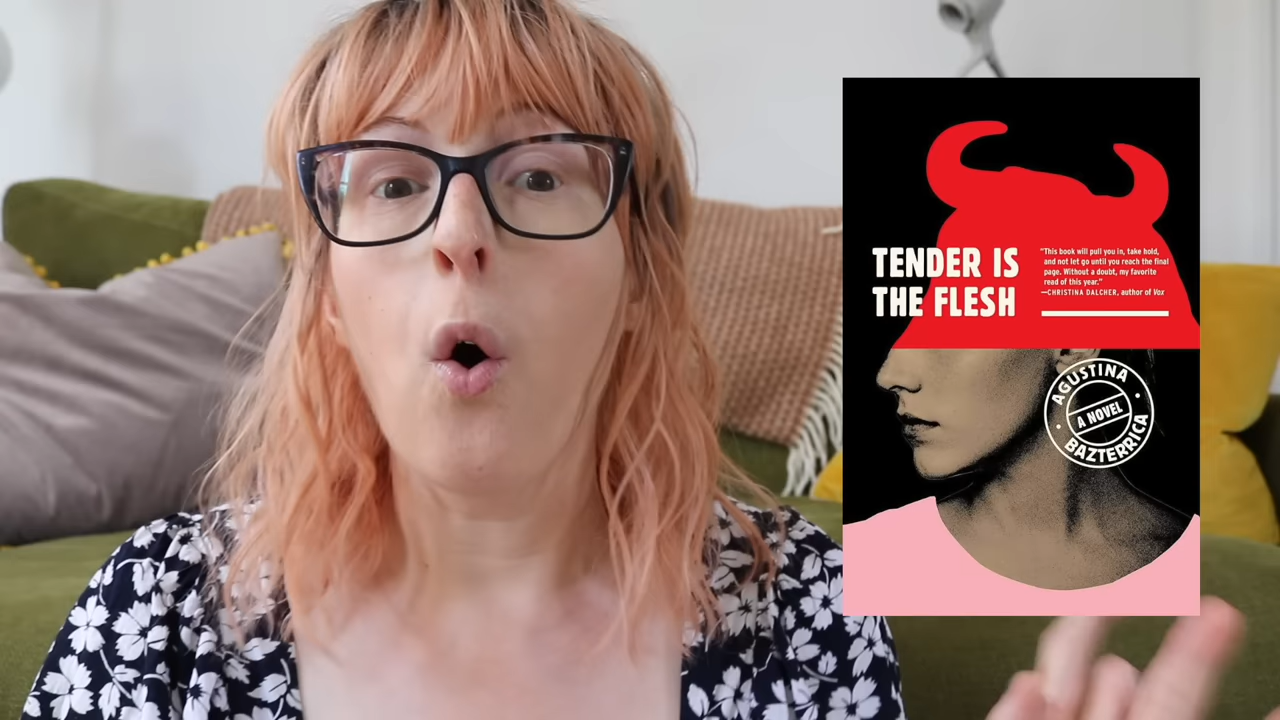 TENDER IS
THE FLESH
“This book will pull you in, take hold,
and not let go until you reach the final
page. Without a doubt, my favorite
read of this year.”
—CHRISTINA DALCHER, author of Vox
AGUSTINA
A NOVEL
BAZTERRICA